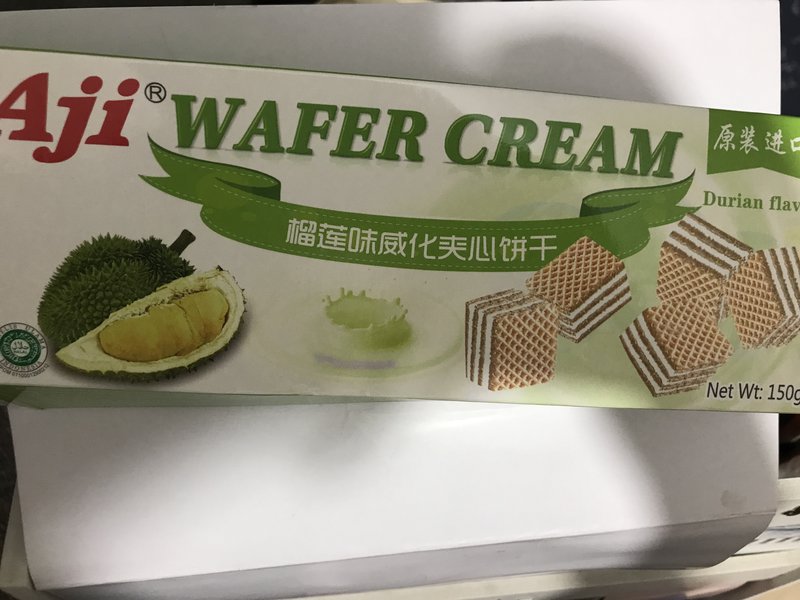 Aji®
WAFER CREAM
原装进口
Durian flav
榴莲味威化夹心饼干
Net Wt: 150g